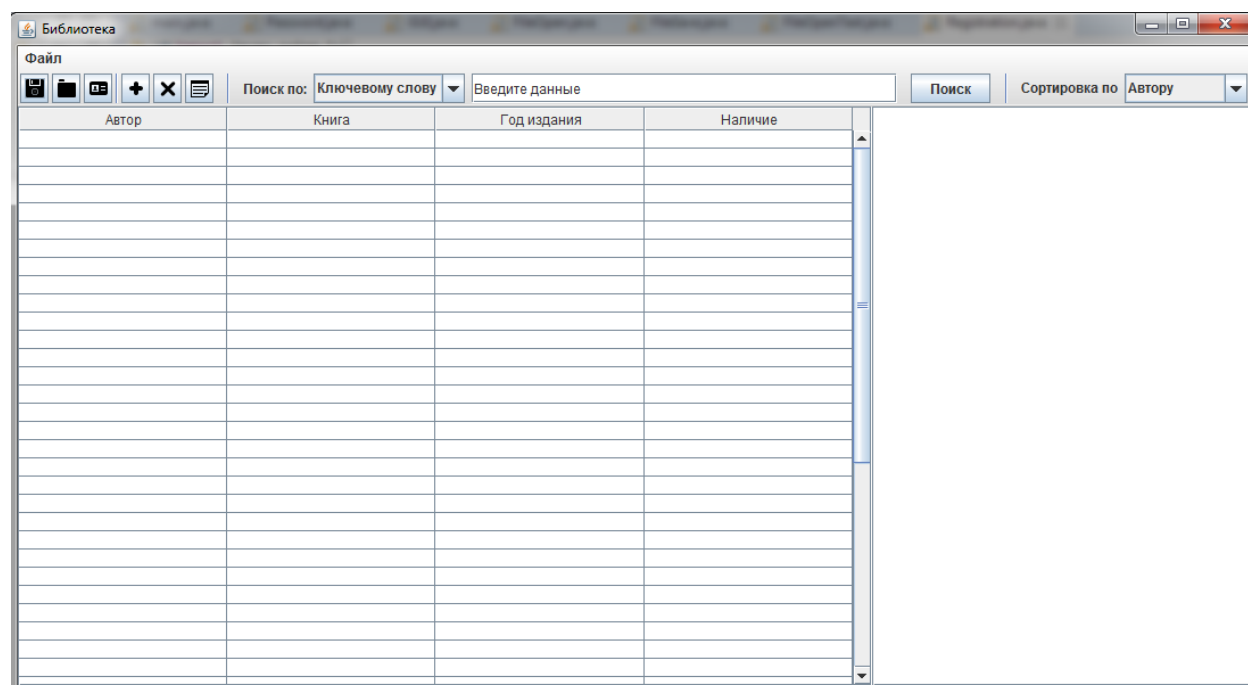 Библиотека
Файл
Поиск по: Ключевому слову Введите данные Поиск Сортировка по Автору
Автор Книга Год издания Наличие